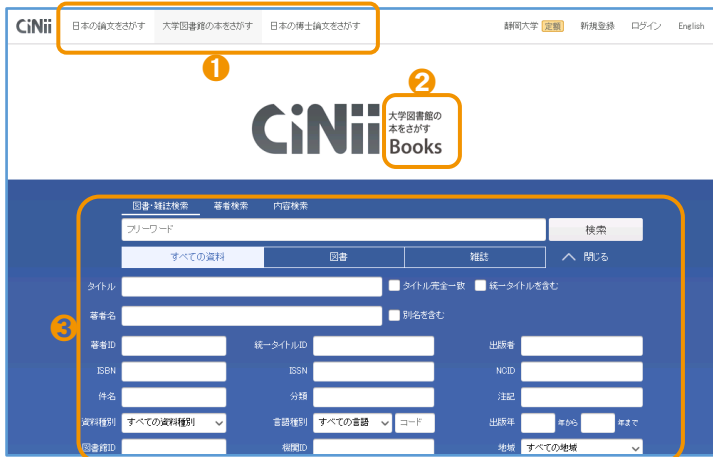 CiNii 日本の論文をさがす 大学図書館の本をさがす 日本の博士論文をさがす 静岡大学 定額 新規登録 ログイン English
1
2
CiNii 大学図書館の
本をさがす
Books
図書・雑誌検索 著者検索 内容検索
フリーワード 検索
すべての資料 図書 雑誌 閉じる
タイトル タイトル完全一致 統一タイトルを含む
著者名 別名を含む
3
著者ID 統一タイトルID 出版者
ISBN ISSN NCID
件名 分類 注記
資料種別 すべての資料種別 言語種別 すべての言語 コード 出版年 年から 年まで
図書館ID 機関ID 地域 すべての地域